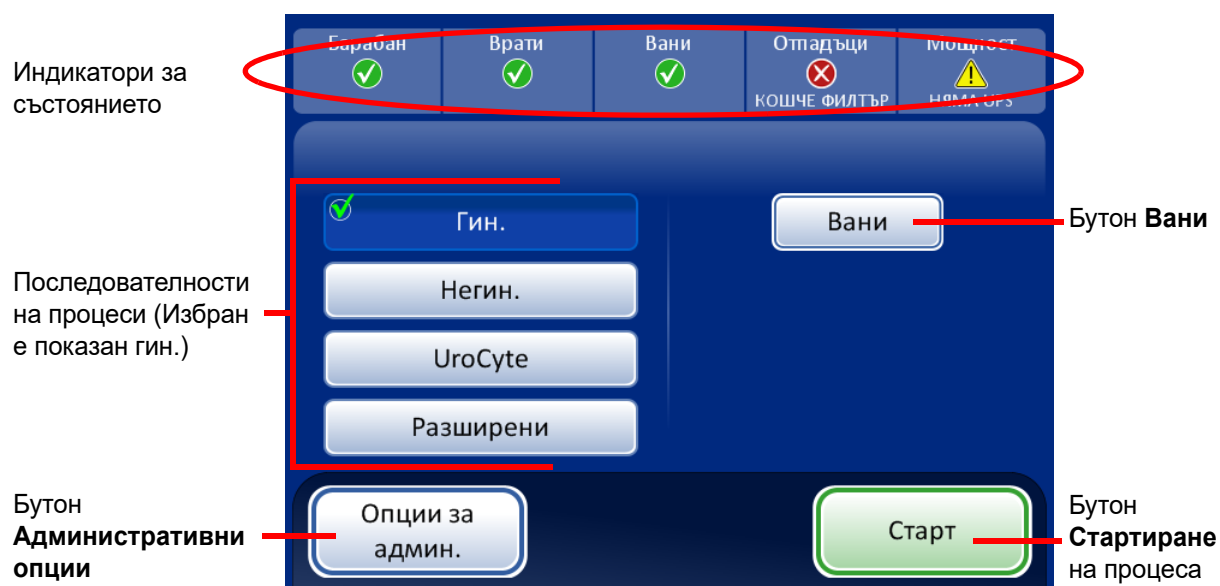 Индикатори за
състоянието
Барабан
Врати
Вани
Отпадъци
КОШЧЕ ФИЛТЪР
Мощност
НЯМА UPS
Последователности
на процеси (Избран
е показан гин.)
Гин.
Негин.
UroCyte
Разширени
Вани
Бутон Вани
Бутон
Административни
опции
Опции за
админ.
Старт
Бутон
Стартиране
на процеса